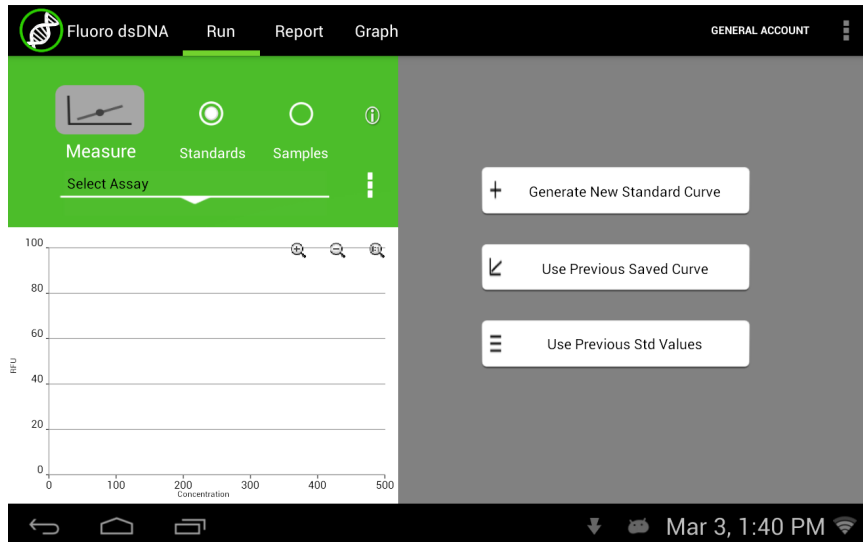 Fluoro dsDNA Run Report Graph GENERAL ACCOUNT
Measure Standards Samples
Select Assay
Generate New Standard Curve
Use Previous Saved Curve
Use Previous Std Values
100
80
60
40
20
0
RFU
0 100 200 300 400 500
Concentration
Mar 3, 1:40 PM